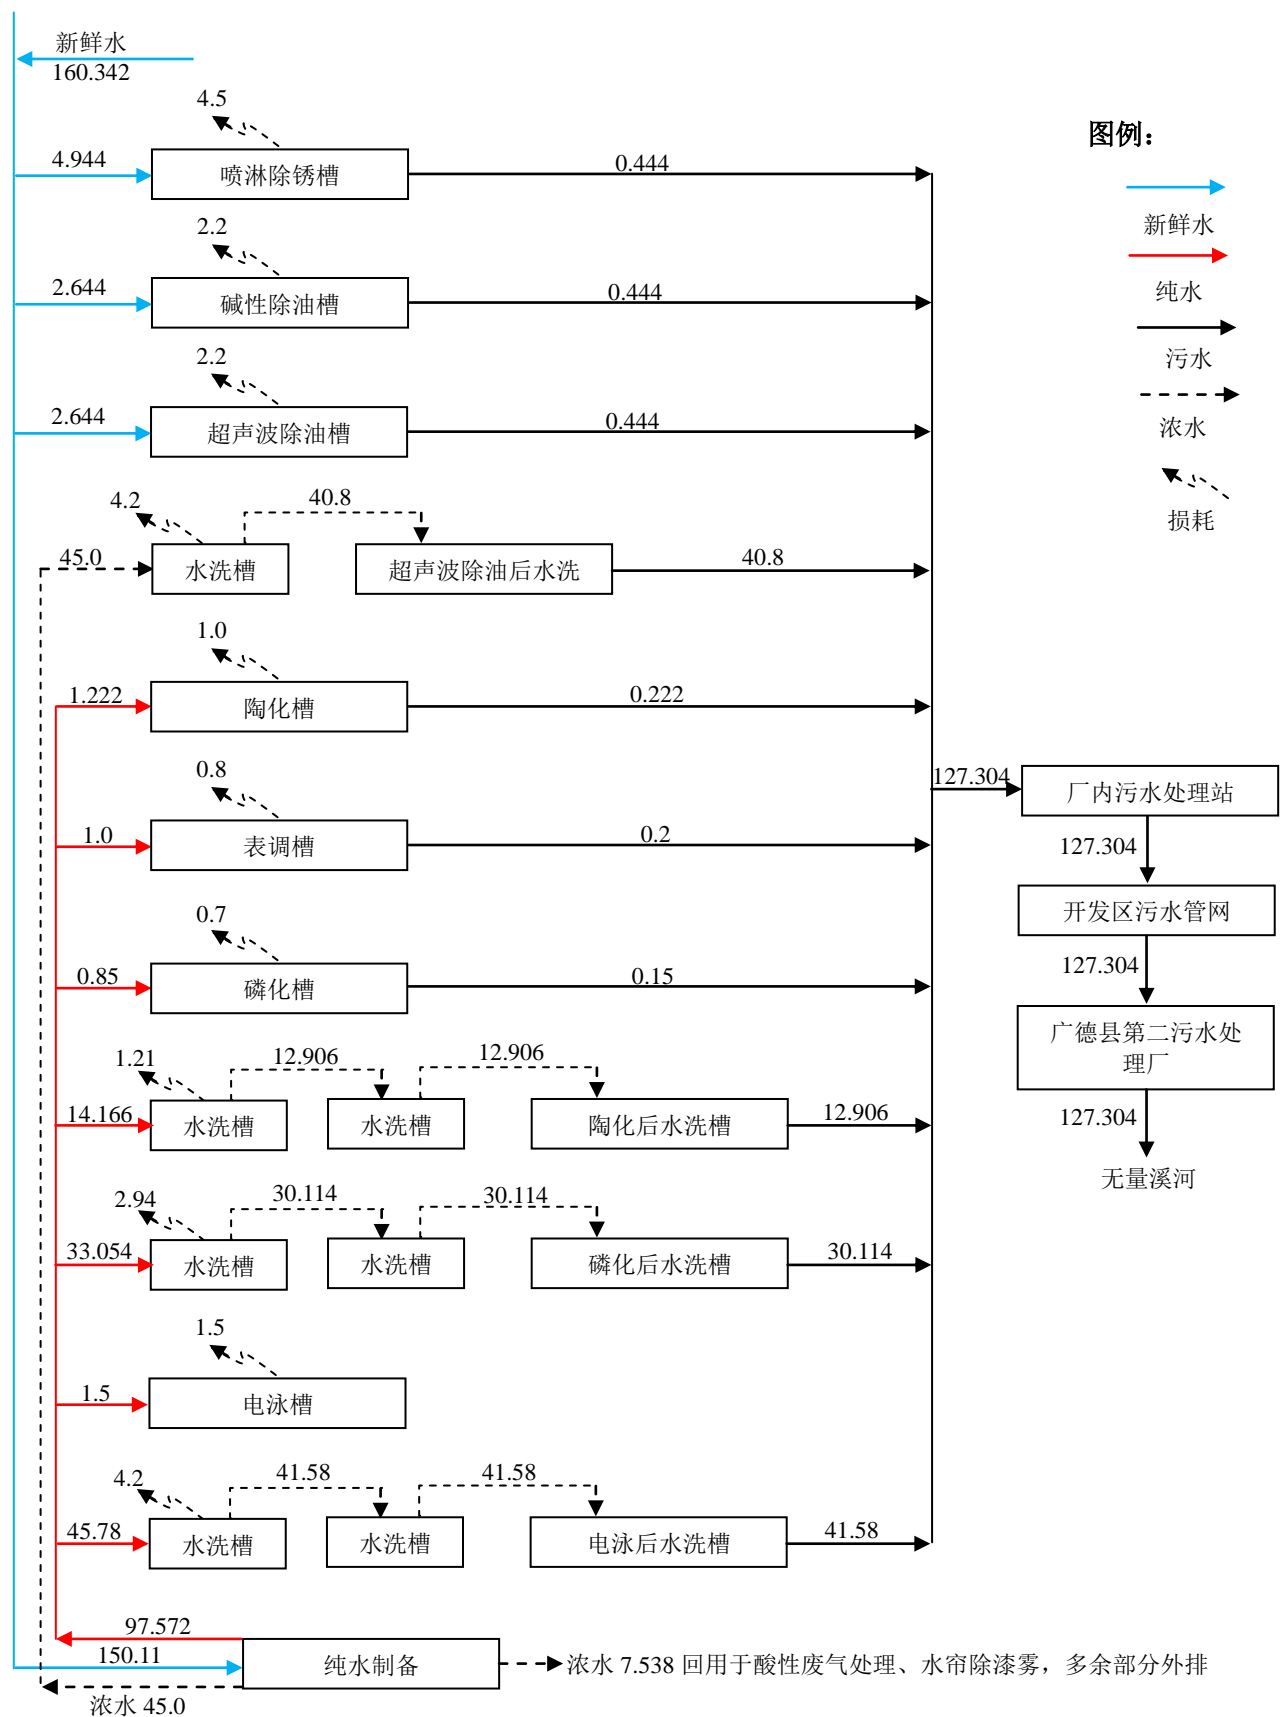 新鲜水
160.342
4.5
4.944
喷淋除锈槽
0.444
2.2
2.644
碱性除油槽
0.444
2.2
2.644
超声波除油槽
0.444
4.2
40.8
45.0
水洗槽
超声波除油后水洗
40.8
1.0
1.222
陶化槽
0.222
0.8
1.0
表调槽
0.2
0.7
0.85
磷化槽
0.15
1.21
12.906
12.906
14.166
水洗槽
水洗槽
陶化后水洗槽
12.906
2.94
30.114
30.114
33.054
水洗槽
水洗槽
磷化后水洗槽
30.114
1.5
1.5
电泳槽
4.2
41.58
41.58
45.78
水洗槽
水洗槽
电泳后水洗槽
41.58
97.572
150.11
纯水制备
浓水 7.538 回用于酸性废气处理、水帘除漆雾，多余部分外排
浓水 45.0
127.304
厂内污水处理站
127.304
开发区污水管网
127.304
广德县第二污水处
理厂
127.304
无量溪河
图例：
新鲜水
纯水
污水
浓水
损耗